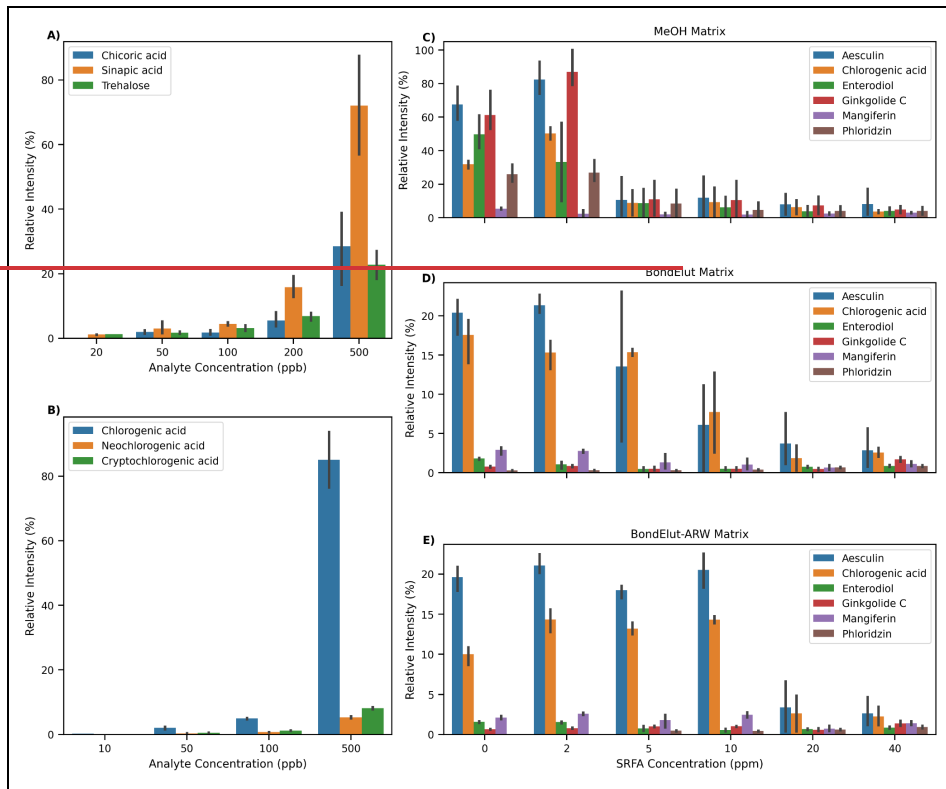 A)
Chicoric acid
Sinapic acid
Trehalose
Relative Intensity (%)
80
60
40
20
0
20 50 100 200 500
Analyte Concentration (ppb)
B)
Chlorogenic acid
Neochlorogenic acid
Cryptochlorogenic acid
Relative Intensity (%)
80
60
40
20
0
10 50 100 500
Analyte Concentration (ppb)
C)
MeOH Matrix
Aesculin
Chlorogenic acid
Enterodiol
Ginkgolide C
Mangiferin
Phloridzin
Relative Intensity (%)
100
80
60
40
20
0
D)
BondElut Matrix
Aesculin
Chlorogenic acid
Enterodiol
Ginkgolide C
Mangiferin
Phloridzin
Relative Intensity (%)
20
15
10
5
0
E)
BondElut-ARW Matrix
Aesculin
Chlorogenic acid
Enterodiol
Ginkgolide C
Mangiferin
Phloridzin
Relative Intensity (%)
20
15
10
5
0
0 2 5 10 20 40
SRFA Concentration (ppm)